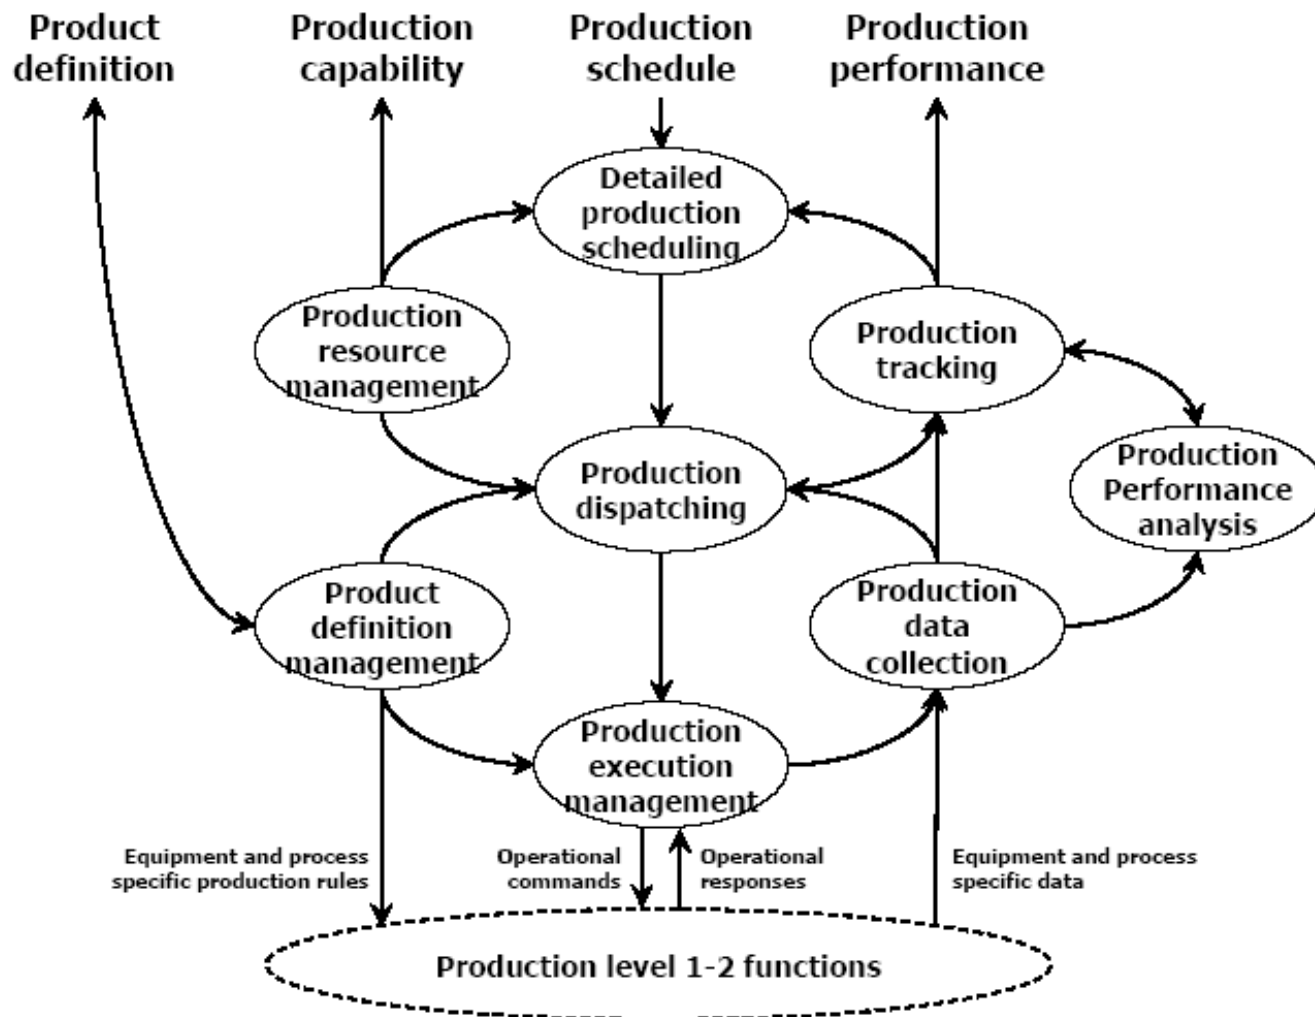 Product
definition
Production
capability
Production
schedule
Production
performance
Detailed
production
scheduling
Production
resource
management
Production
tracking
Production
dispatching
Production
Performance
analysis
Product
definition
management
Production
data
collection
Production
execution
management
Equipment and process
specific production rules
Operational
commands
Operational
responses
Equipment and process
specific data
Production level 1-2 functions